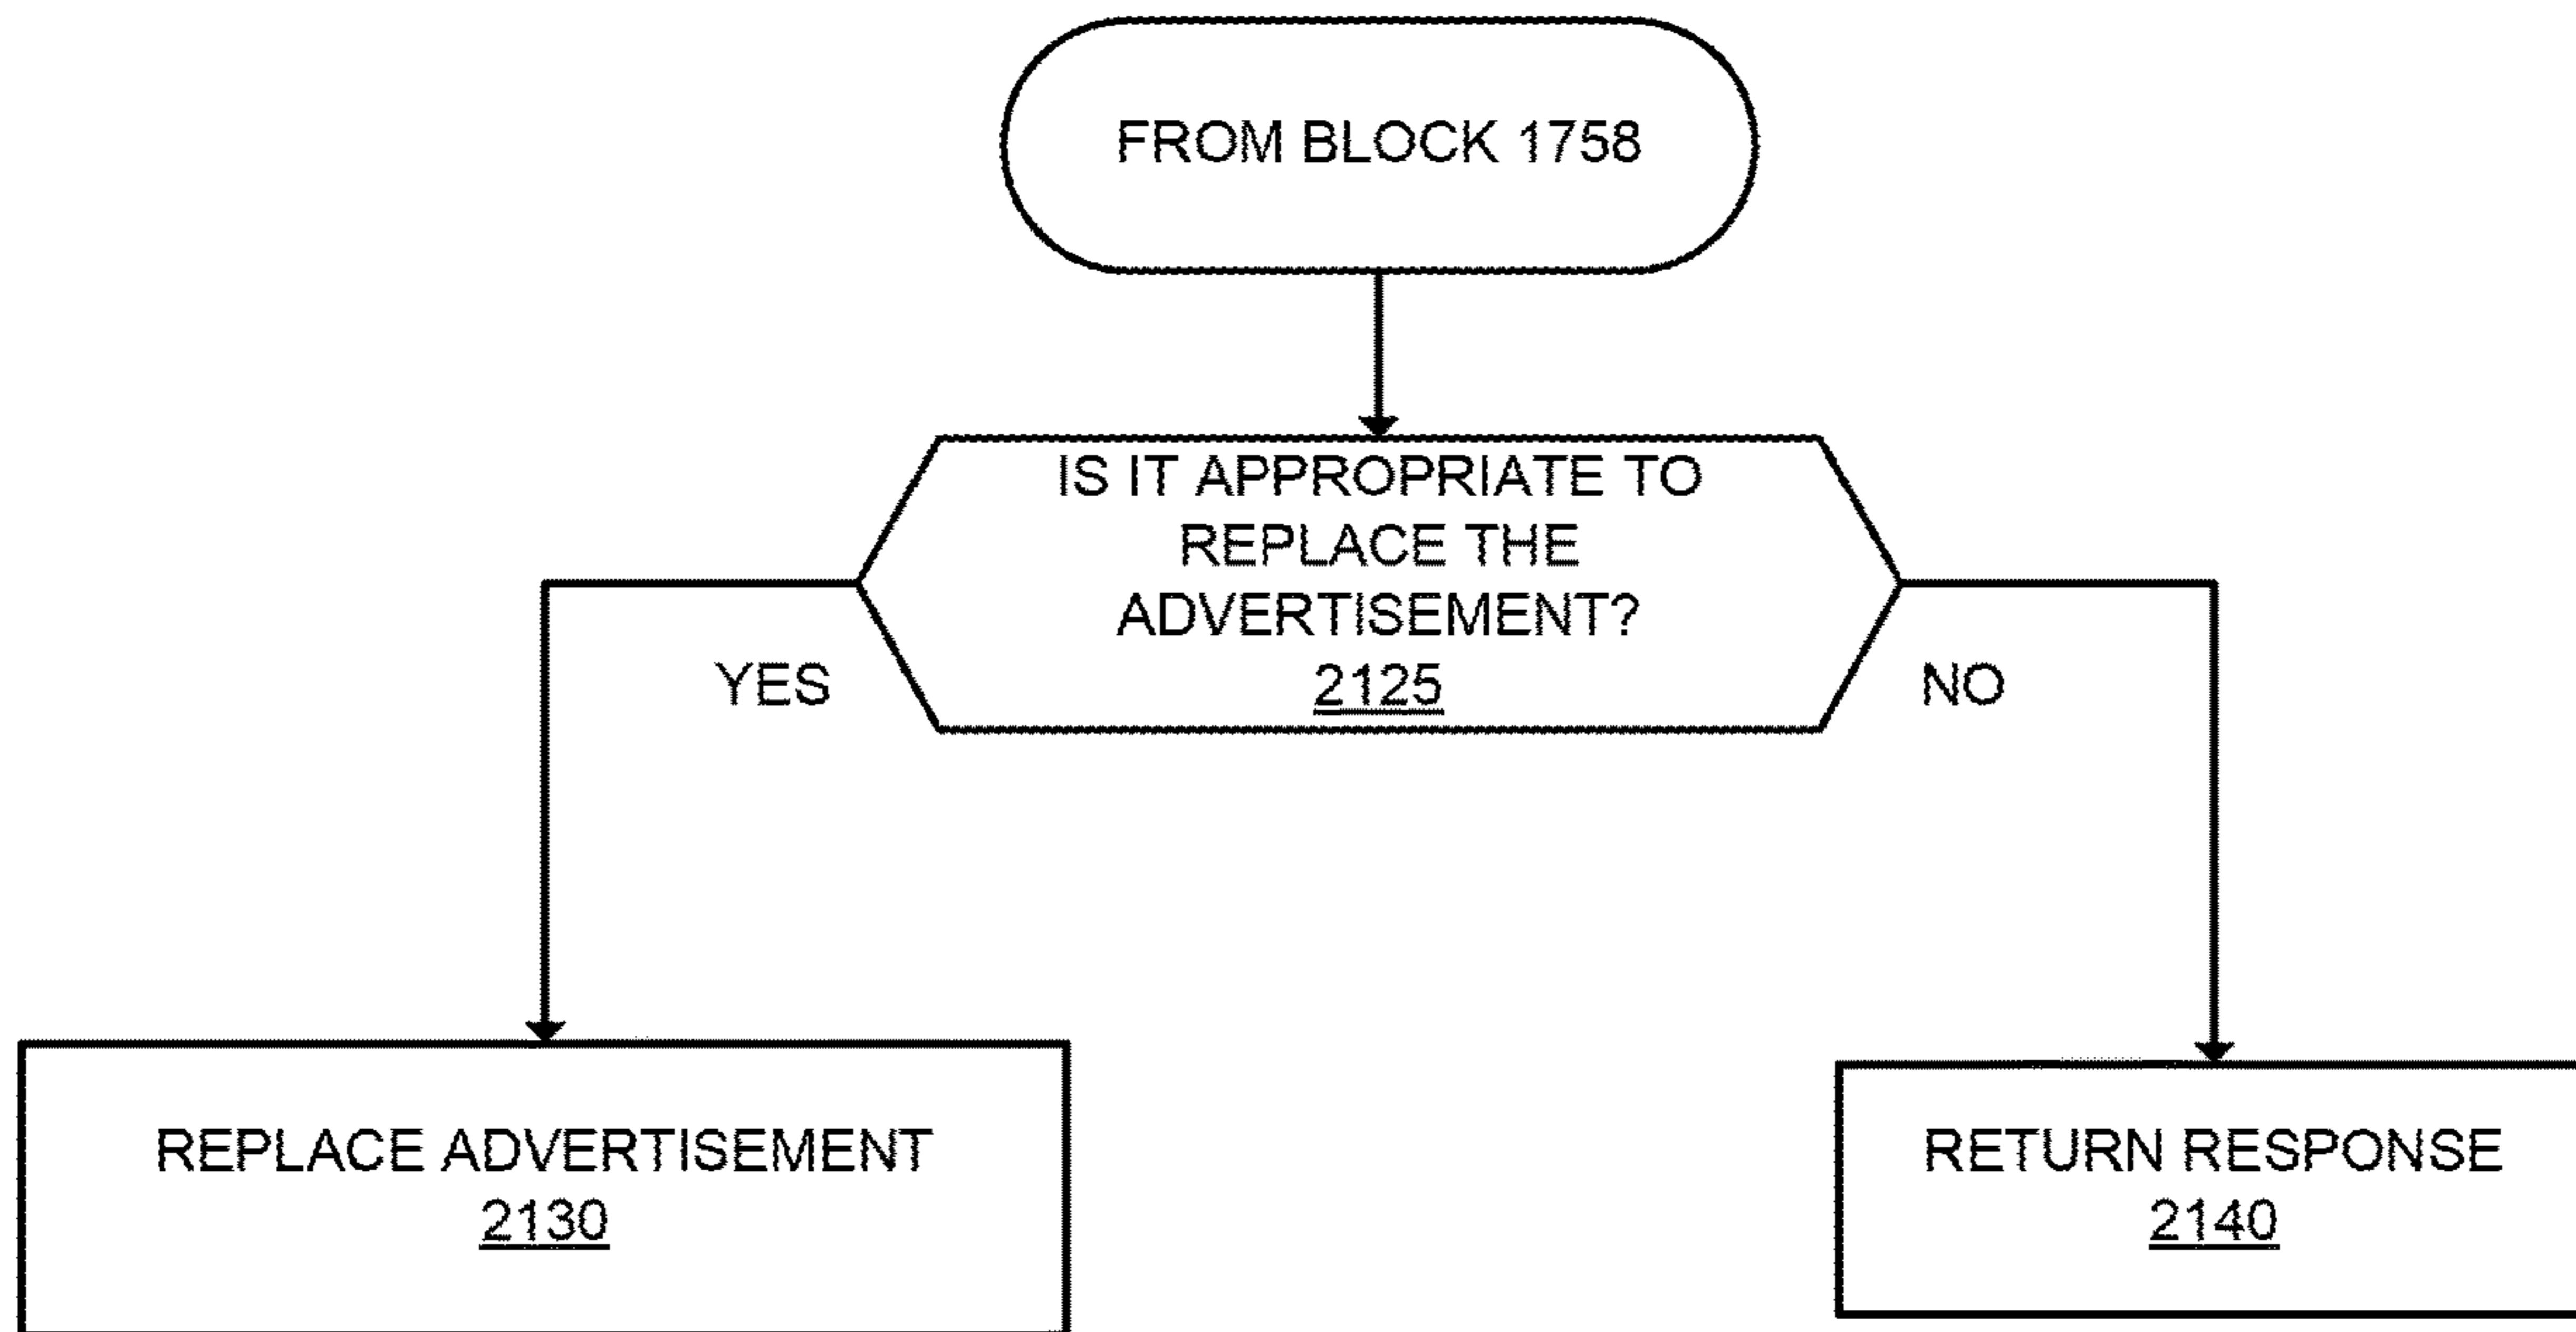 FROM BLOCK 1758
IS IT APPROPRIATE TO
REPLACE THE
ADVERTISEMENT?
2125
YES
NO
REPLACE ADVERTISEMENT
2130
RETURN RESPONSE
2140